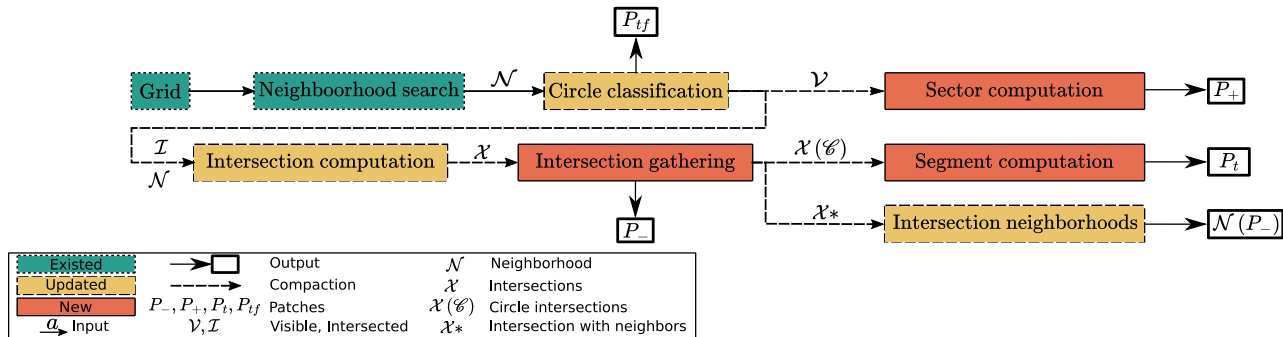 P_{tf}
Grid Neighboorhood search 𝒩 Circle classification 𝒱 Sector computation P_+
ℐ
𝒩 Intersection computation 𝒳 Intersection gathering 𝒳(𝒞) Segment computation P_t
P_− 𝒳* Intersection neighborhoods 𝒩(P_−)
Existed Output 𝒩 Neighborhood
Updated Compaction 𝒳 Intersections
New P_−, P_+, P_t, P_{tf} Patches 𝒳(𝒞) Circle intersections
a Input 𝒱,ℐ Visible, Intersected 𝒳* Intersection with neighbors